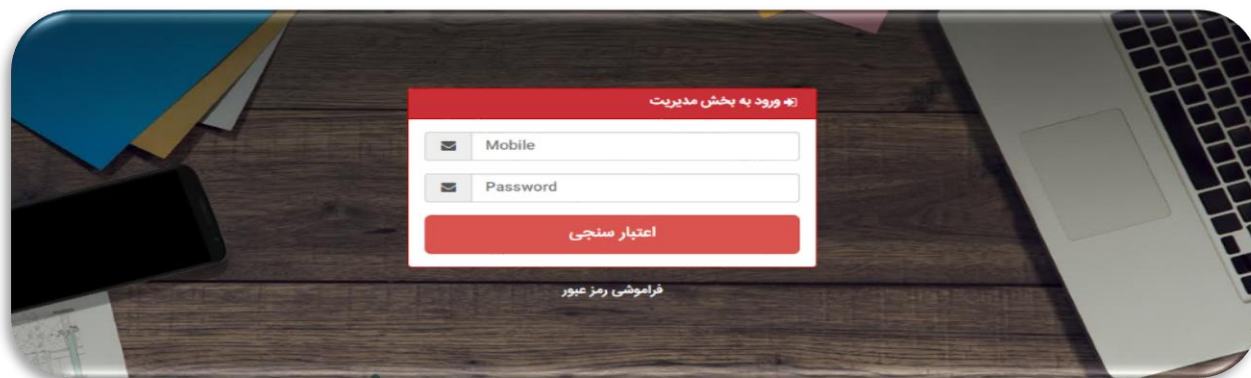 ورود به بخش مدیریت
Mobile
Password
اعتبار سنجی
فراموشی رمز عبور